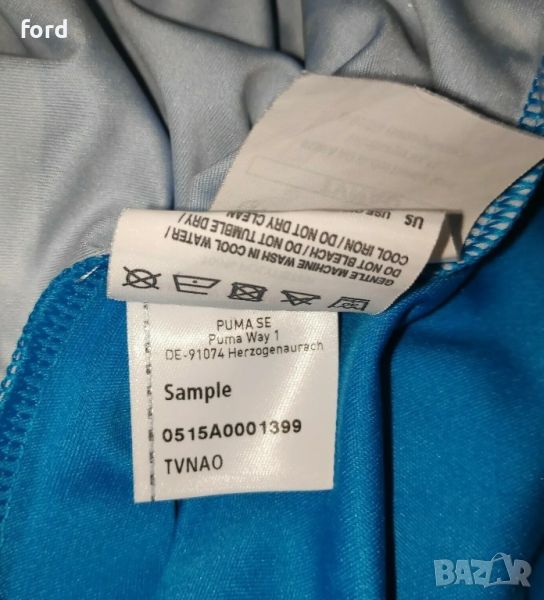 ford
US
GENTLE MACHINE WASH IN COOL WATER/
DO NOT BLEACH/DO NOT TUMBLE DRY/
COOL IRON/DO NOT DRY CLEAN
PUMA SE
Puma Way 1
DE-91074 Herzogenaurach
Sample
0515A0001399
TVNAO
BAZAR